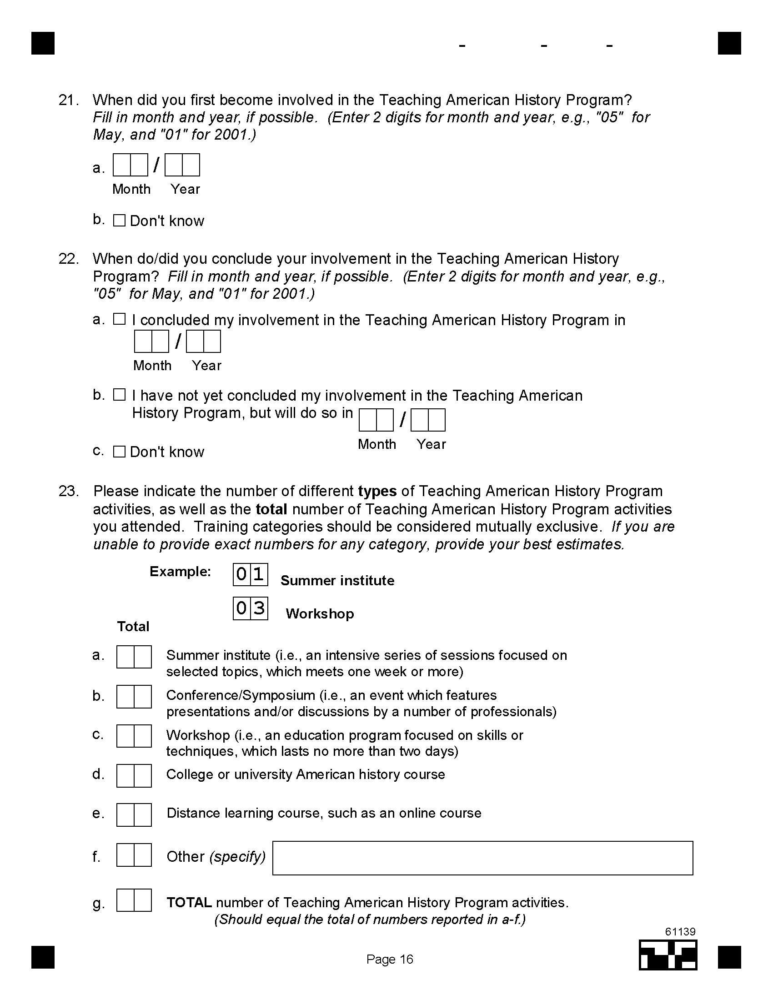 - - -
21. When did you first become involved in the Teaching American History Program?
Fill in month and year, if possible. (Enter 2 digits for month and year, e.g., "05" for
May, and "01" for 2001.)
a. /
Month Year
b. Don't know
22. When do/did you conclude your involvement in the Teaching American History
Program? Fill in month and year, if possible. (Enter 2 digits for month and year, e.g.,
"05" for May, and "01" for 2001.)
a. I concluded my involvement in the Teaching American History Program in
/
Month Year
b. I have not yet concluded my involvement in the Teaching American
History Program, but will do so in /
Month Year
c. Don't know
23. Please indicate the number of different types of Teaching American History Program
activities, as well as the total number of Teaching American History Program activities
you attended. Training categories should be considered mutually exclusive. If you are
unable to provide exact numbers for any category, provide your best estimates.
Example: 01 Summer institute
03 Workshop
Total
a. Summer institute (i.e., an intensive series of sessions focused on
selected topics, which meets one week or more)
b. Conference/Symposium (i.e., an event which features
presentations and/or discussions by a number of professionals)
c. Workshop (i.e., an education program focused on skills or
techniques, which lasts no more than two days)
d. College or university American history course
e. Distance learning course, such as an online course
f. Other (specify)
g. TOTAL number of Teaching American History Program activities.
(Should equal the total of numbers reported in a-f.)
61139
Page 16